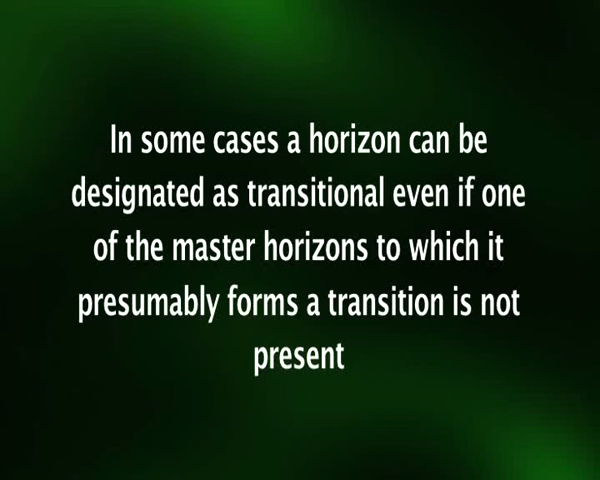 In some cases a horizon can be
designated as transitional even if one
of the master horizons to which it
presumably forms a transition is not
present